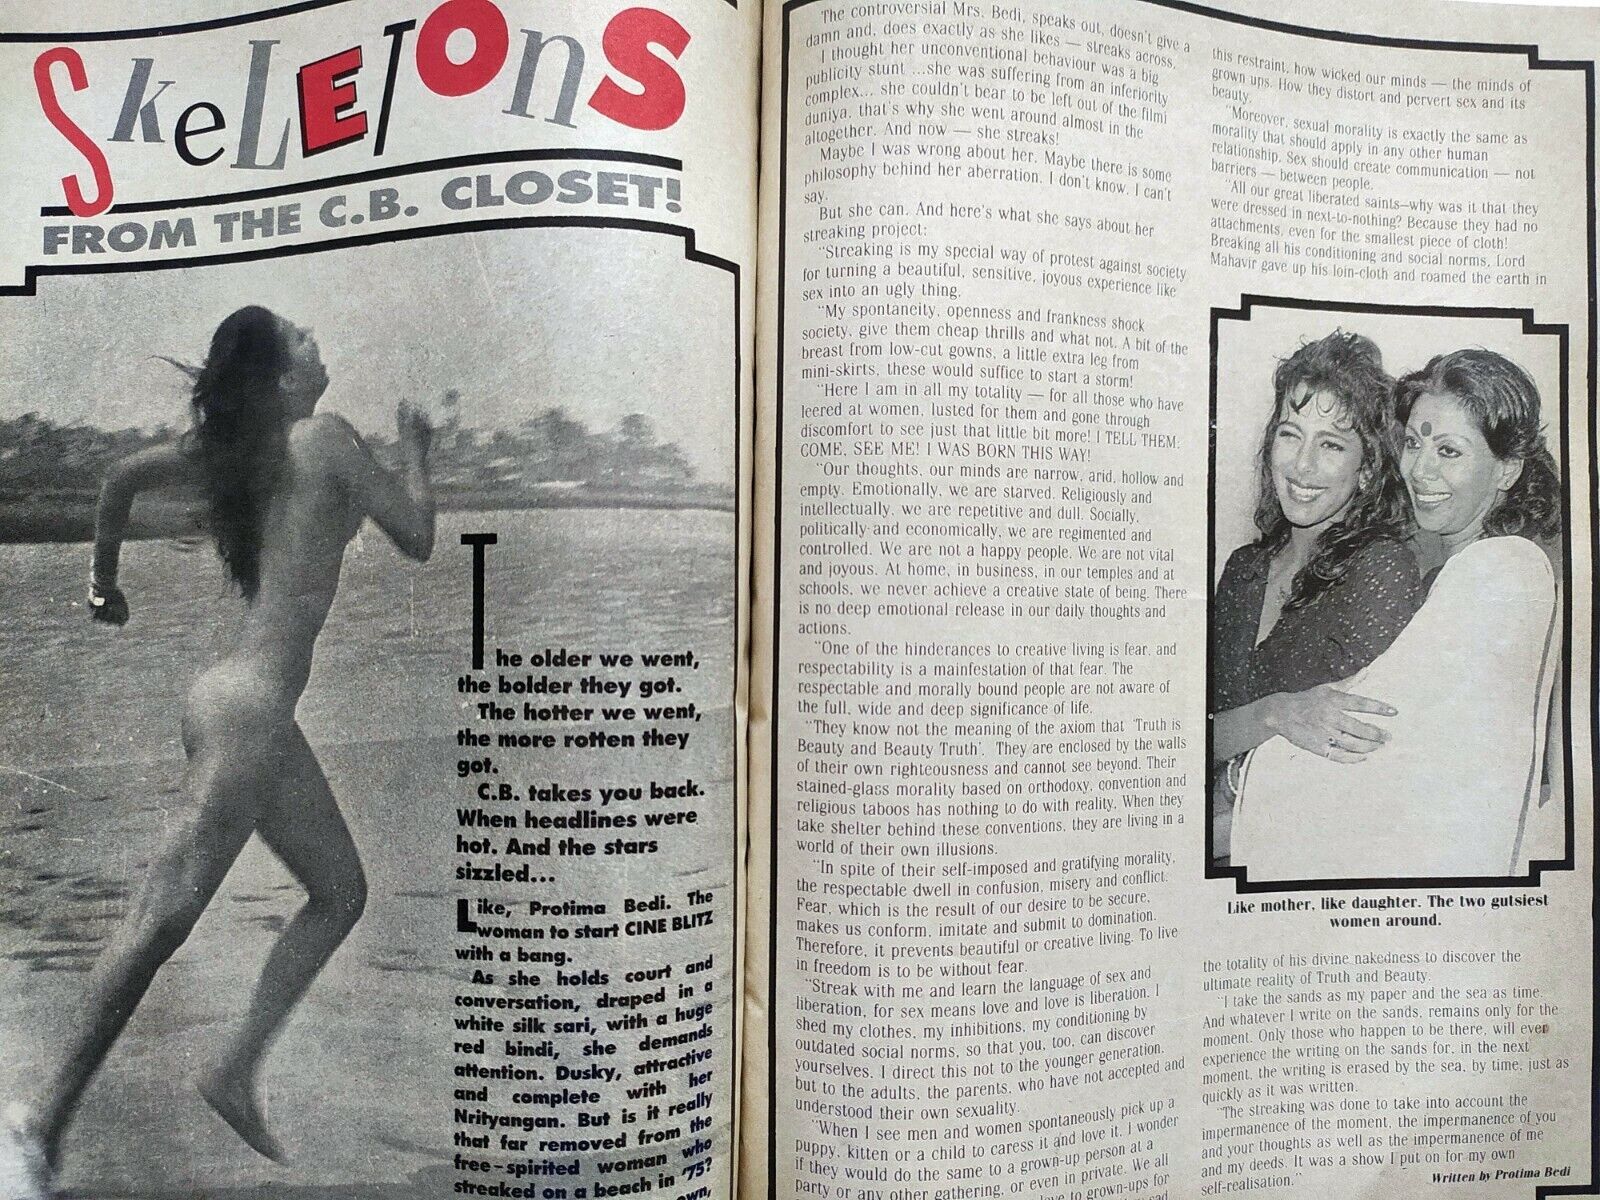 SkeLETOnS
FROM THE C.B. CLOSET!
The older we went,
the bolder they got.
The hotter we went,
the more rotten they
got.
C.B. takes you back.
When headlines were
hot. And the stars
sizzled...
Like, Protima Bedi. The
woman to start CINE BLITZ
with a bang.
As she holds court and
conversation, draped in a
white silk sari, with a huge
red bindi, she demands
attention. Dusky, attractive
and complete with her
Nrityangan. But is it really
that far removed from the
free-spirited woman who
streaked on a beach in '75?
The controversial Mrs. Bedi, speaks out, doesn't give a
damn and, does exactly as she likes — streaks across.
I thought her unconventional behaviour was a big
publicity stunt ...she was suffering from an inferiority
complex... she couldn't bear to be left out of the filmi
duniya, that's why she went around almost in the
altogether. And now — she streaks!
Maybe I was wrong about her. Maybe there is some
philosophy behind her aberration. I don't know. I can't
say.
But she can. And here's what she says about her
streaking project:
"Streaking is my special way of protest against society
for turning a beautiful, sensitive, joyous experience like
sex into an ugly thing.
"My spontaneity, openness and frankness shock
society, give them cheap thrills and what not. A bit of the
breast from low-cut gowns, a little extra leg from
mini-skirts, these would suffice to start a storm!
"Here I am in all my totality — for all those who have
leered at women, lusted for them and gone through
discomfort to see just that little bit more! I TELL THEM:
COME, SEE ME! I WAS BORN THIS WAY!
"Our thoughts, our minds are narrow, arid, hollow and
empty. Emotionally, we are starved. Religiously and
intellectually, we are repetitive and dull. Socially,
politically and economically, we are regimented and
controlled. We are not a happy people. We are not vital
and joyous. At home, in business, in our temples and at
schools, we never achieve a creative state of being. There
is no deep emotional release in our daily thoughts and
actions.
"One of the hinderances to creative living is fear, and
respectability is a mainfestation of that fear. The
respectable and morally bound people are not aware of
the full, wide and deep significance of life.
"They know not the meaning of the axiom that 'Truth is
Beauty and Beauty Truth'. They are enclosed by the walls
of their own righteousness and cannot see beyond. Their
stained-glass morality based on orthodoxy, convention and
religious taboos has nothing to do with reality. When they
take shelter behind these conventions, they are living in a
world of their own illusions.
"In spite of their self-imposed and gratifying morality,
the respectable dwell in confusion, misery and conflict.
Fear, which is the result of our desire to be secure,
makes us conform, imitate and submit to domination.
Therefore, it prevents beautiful or creative living. To live
in freedom is to be without fear.
"Streak with me and learn the language of sex and
liberation, for sex means love and love is liberation. I
shed my clothes, my inhibitions, my conditioning by
outdated social norms, so that you, too, can discover
yourselves. I direct this not to the younger generation,
but to the adults, the parents, who have not accepted and
understood their own sexuality.
"When I see men and women spontaneously pick up a
puppy, kitten or a child to caress it and love it, I wonder
if they would do the same to a grown-up person at a
party or any other gathering, or even in private. We all
to grown-ups for
this restraint, how wicked our minds — the minds of
grown ups. How they distort and pervert sex and its
beauty.
"Moreover, sexual morality is exactly the same as
morality that should apply in any other human
relationship. Sex should create communication — not
barriers — between people.
"All our great liberated saints—why was it that they
were dressed in next-to-nothing? Because they had no
attachments, even for the smallest piece of cloth!
Breaking all his conditioning and social norms, Lord
Mahavir gave up his loin-cloth and roamed the earth in
Like mother, like daughter. The two gutsiest
women around.
the totality of his divine nakedness to discover the
ultimate reality of Truth and Beauty.
"I take the sands as my paper and the sea as time.
And whatever I write on the sands, remains only for the
moment. Only those who happen to be there, will ever
experience the writing on the sands for, in the next
moment, the writing is erased by the sea, by time, just as
quickly as it was written.
"The streaking was done to take into account the
impermanence of the moment, the impermanence of you
and your thoughts as well as the impermanence of me
and my deeds. It was a show I put on for my own
self-realisation."
Written by Protima Bedi